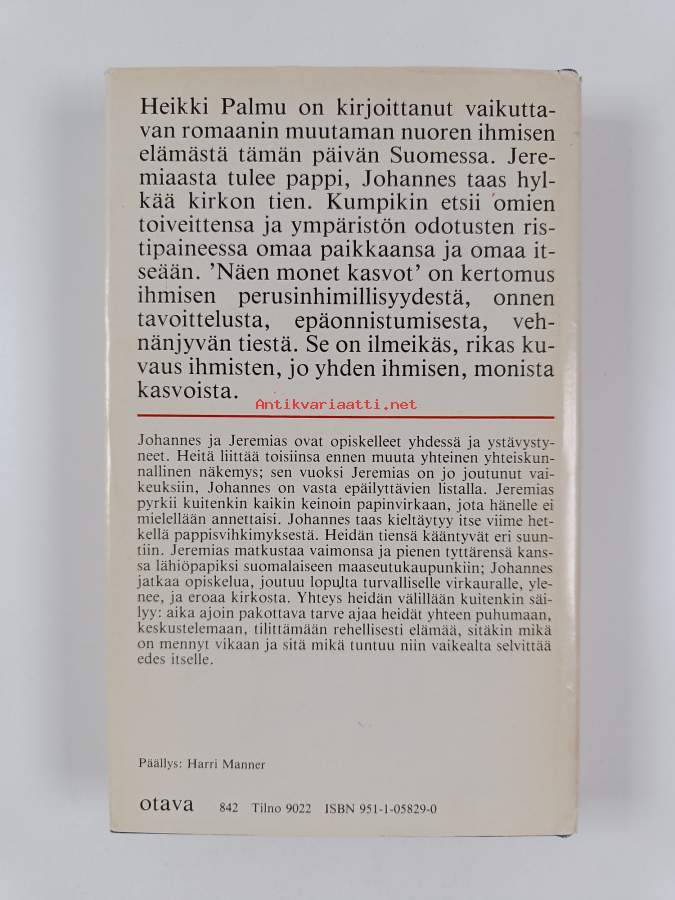 Heikki Palmu on kirjoittanut vaikutta-
van romaanin muutaman nuoren ihmisen
elämästä tämän päivän Suomessa. Jere-
miaasta tulee pappi, Johannes taas hyl-
kää kirkon tien. Kumpikin etsii omien
toiveittensa ja ympäristön odotusten ris-
tipaineessa omaa paikkaansa ja omaa it-
seään. ’Näen monet kasvot’ on kertomus
ihmisen perusinhimillisyydestä, onnen
tavoittelusta, epäonnistumisesta, veh-
nänjyvän tiestä. Se on ilmeikäs, rikas ku-
vaus ihmisten, jo yhden ihmisen, monista
kasvoista.
Antikvariaatti.net
Johannes ja Jeremias ovat opiskelleet yhdessä ja ystävysty-
neet. Heitä liittää toisiinsa ennen muuta yhteinen yhteiskun-
nallinen näkemys; sen vuoksi Jeremias on jo joutunut vai-
keuksiin, Johannes on vasta epäilyttävien listalla. Jeremias
pyrkii kuitenkin kaikin keinoin papinvirkaan, jota hänelle ei
mielellään annettaisi. Johannes taas kieltäytyy itse viime het-
kellä pappisvihkimyksestä. Heidän tiensä kääntyvät eri suun-
tiin. Jeremias matkustaa vaimonsa ja pienen tyttärensä kans-
sa lähiöpapiksi suomalaiseen maaseutukaupunkiin; Johannes
jatkaa opiskelua, joutuu lopulta turvalliselle virkauralle, yle-
nee, ja eroaa kirkosta. Yhteys heidän välillään kuitenkin säi-
lyy: aika ajoin pakottava tarve ajaa heidät yhteen puhumaan,
keskustelemaan, tilittämään rehellisesti elämää, sitäkin mikä
on mennyt vikaan ja sitä mikä tuntuu niin vaikealta selvittää
edes itselle.
Päällys: Harri Manner
otava 842 Tilno 9022 ISBN 951-1-05829-0